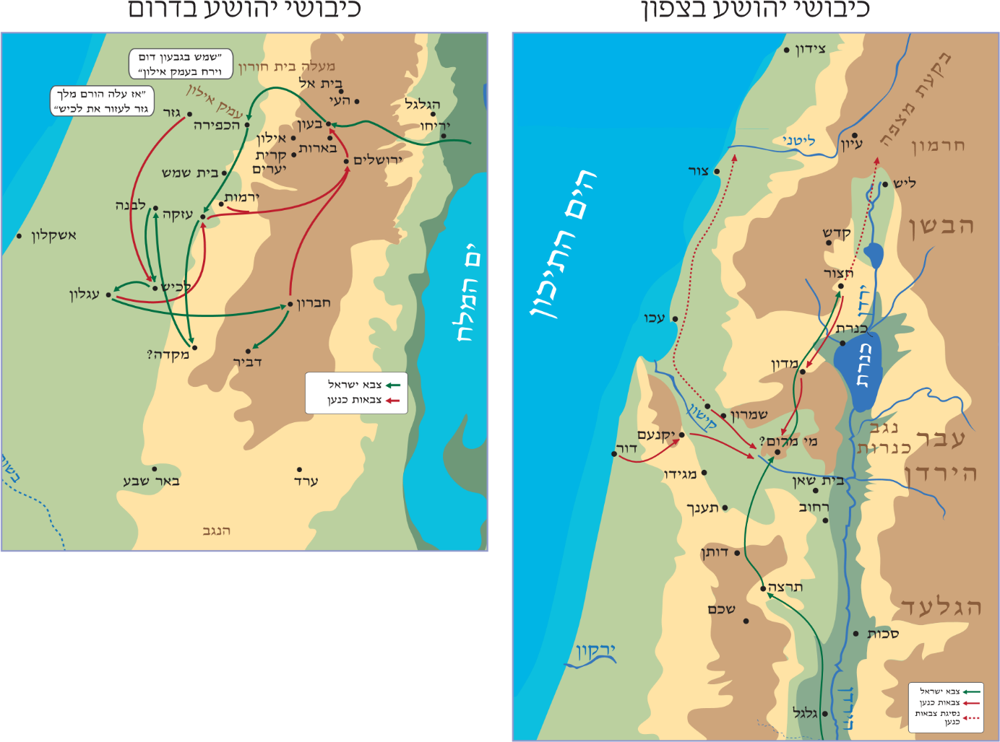 כיבושי יהושע בצפון
צידון
בקעת מצפה
ליטני
עיון
חרמון
צור
ליש
הים התיכון
הבשן
קדש
חצור
ירדן
עכו
כנרת
כנרת
מדון
קישון
שמרון
יקנעם
מי מרום?
נגב
כנרות
עבר
הירדן
דור
מגידו
בית שאן
תענך
רחוב
דותן
תרצה
שכם
הגלעד
סכות
ירקון
גלגל
הירדן
צבא ישראל
צבאות כנען
נסיגת צבאות
כנען
כיבושי יהושע בדרום
"שמש בגבעון דום
וירח בעמק אילון"
מעלה בית חורון
בית אל
העי
"אז עלה הורם מלך
גזר לעזור את לכיש"
עמק אילון
גזר
הכפירה
בעון
הגלגל
יריחו
אילון
בארות
קרית
יערים
ירושלים
בית שמש
ירמות
לבנה
עזקה
אשקלון
ים המלח
לכיש
עגלון
חברון
מקדה?
דביר
צבא ישראל
צבאות כנען
בשור
באר שבע
ערד
הנגב